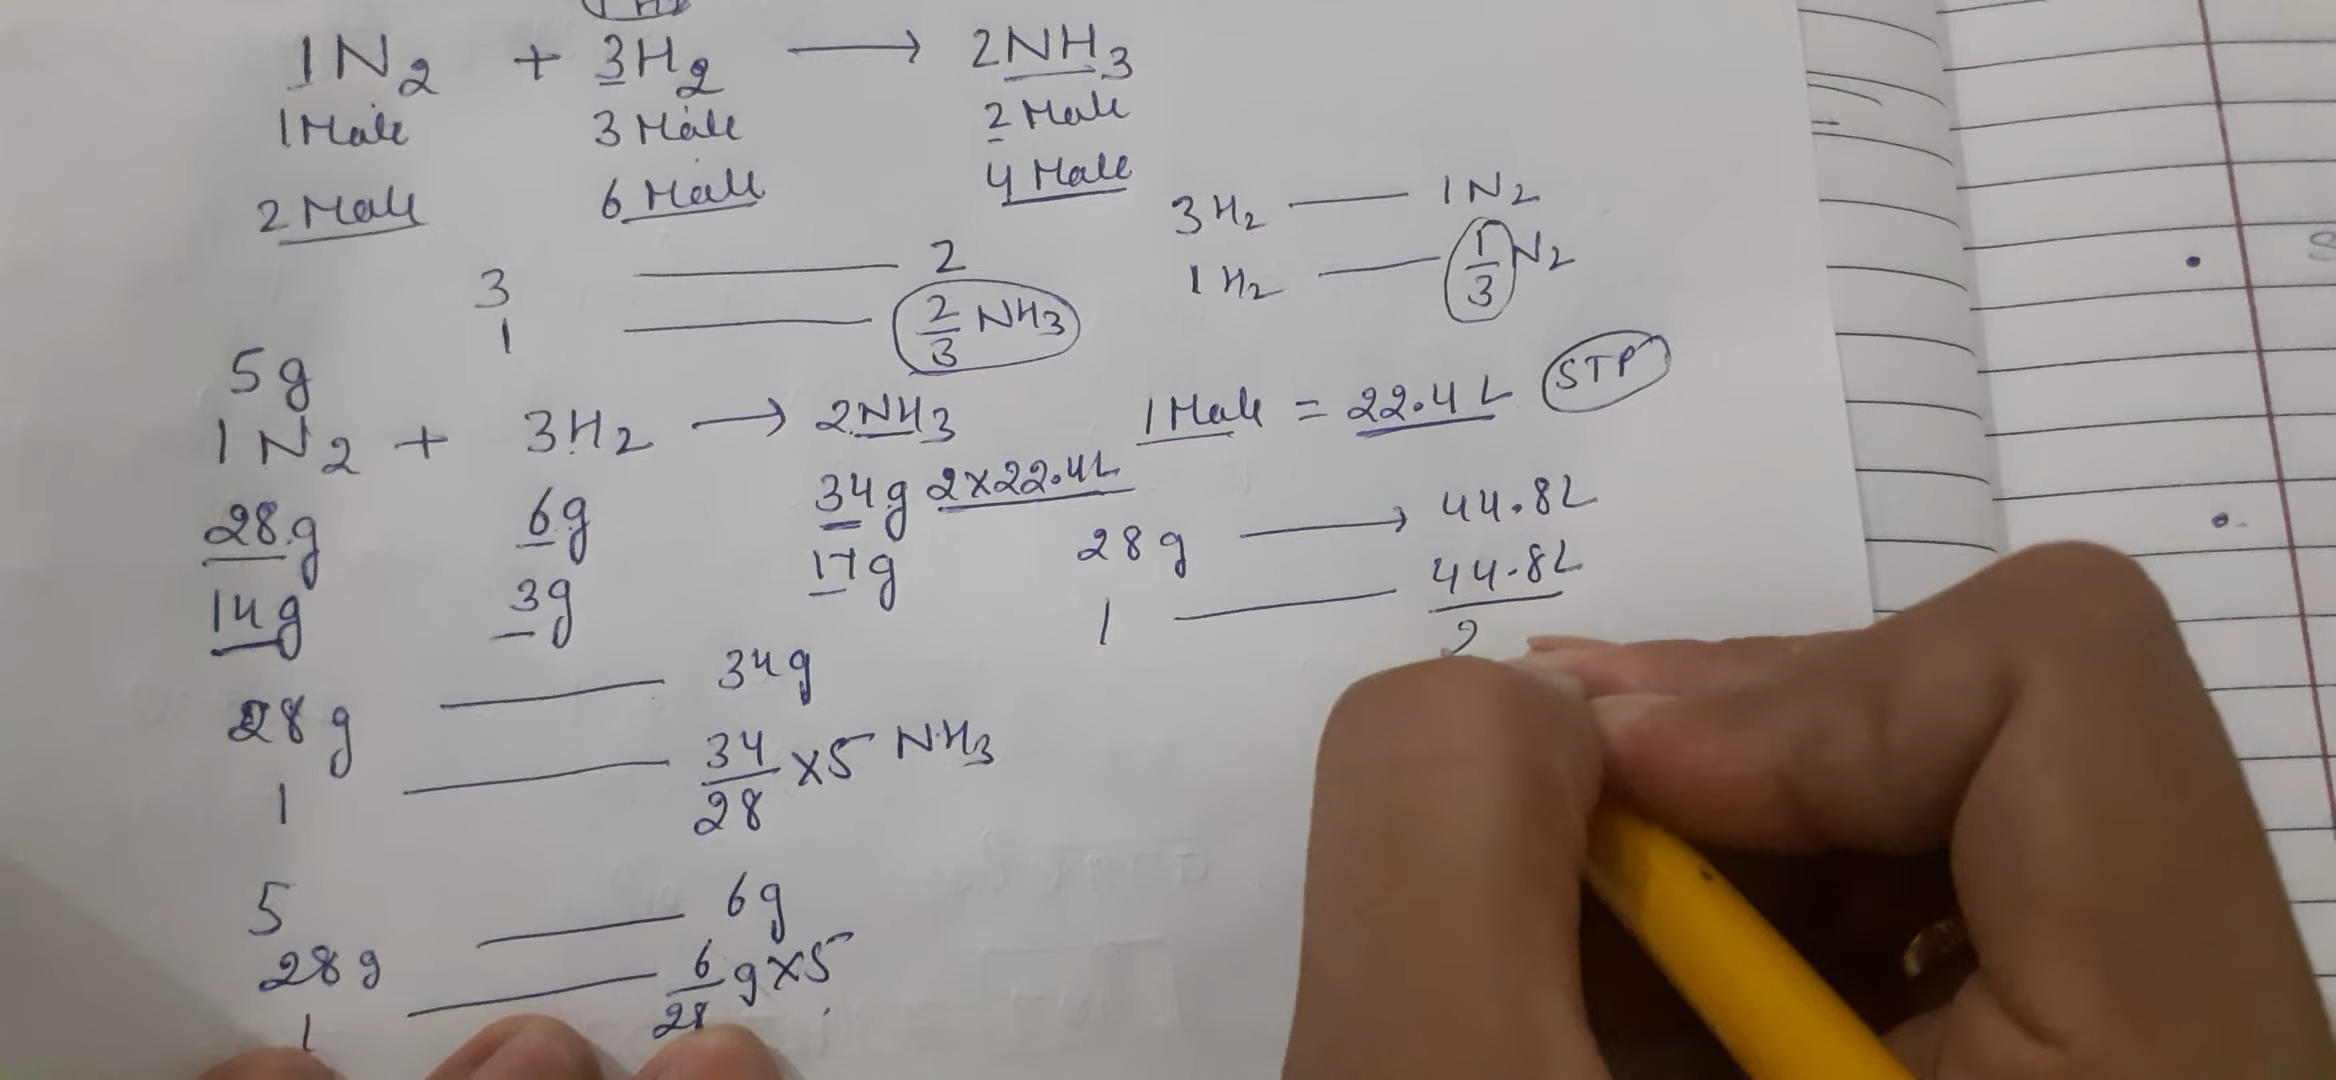 1N2 + 3H2 → 2NH3
1 Mole 3 Mole 2 Mole
2 Mole 6 Mole 4 Mole
3H2 — 1N2
1H2 — 1/3 N2
3 — 2
1 — 2/3 NH3
5g
1N2 + 3H2 → 2NH3
1 Mole = 22.4 L STP
28g 6g 34g 2×22.4L
14g 3g 17g
28g → 44.8L
1 — 44.8L/2
28g — 34g
1 — 34/28 ×5 NH3
5
28g — 6g
1 — 6/28 g×5